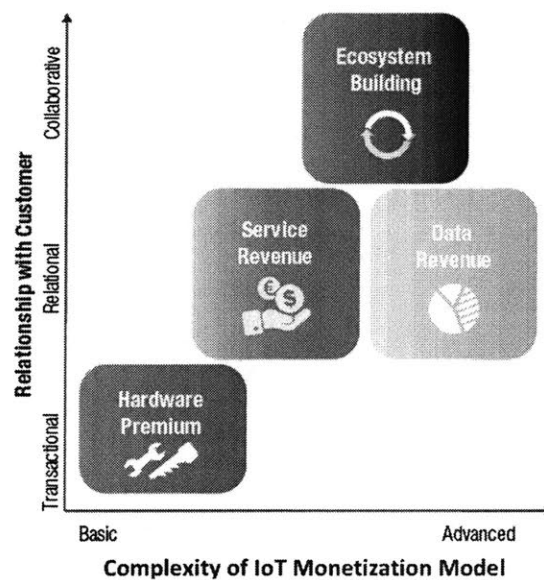 Relationship with Customer
Collaborative
Relational
Transactional
Ecosystem
Building
Service
Revenue
€
$
Data
Revenue
Hardware
Premium
Basic
Advanced
Complexity of IoT Monetization Model